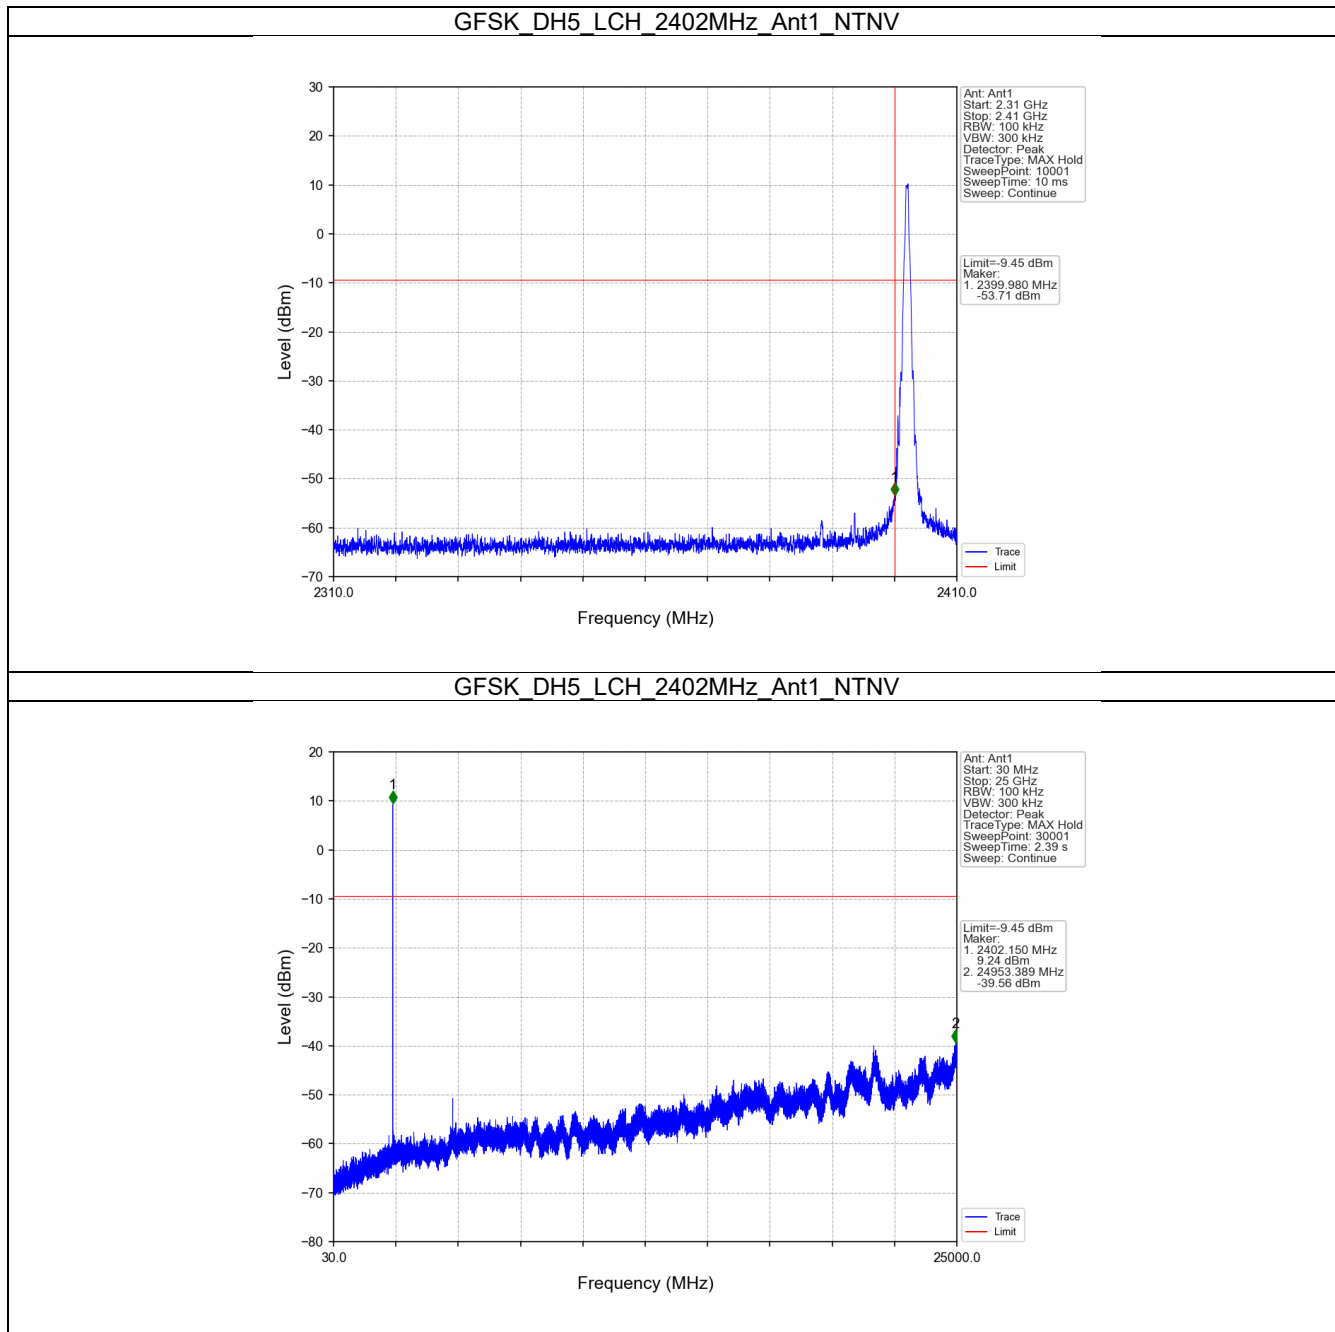 GFSK_DH5_LCH_2402MHz_Ant1_NTNV
30
20
10
0
−10
−20
−30
−40
−50
−60
−70
Level (dBm)
1
2310.0
2410.0
Frequency (MHz)
Ant: Ant1
Start: 2.31 GHz
Stop: 2.41 GHz
RBW: 100 kHz
VBW: 300 kHz
Detector: Peak
TraceType: MAX Hold
SweepPoint: 10001
SweepTime: 10 ms
Sweep: Continue
Limit=-9.45 dBm
Maker:
1. 2399.980 MHz
-53.71 dBm
Trace
Limit
GFSK_DH5_LCH_2402MHz_Ant1_NTNV
20
10
0
−10
−20
−30
−40
−50
−60
−70
−80
Level (dBm)
1
2
30.0
25000.0
Frequency (MHz)
Ant: Ant1
Start: 30 MHz
Stop: 25 GHz
RBW: 100 kHz
VBW: 300 kHz
Detector: Peak
TraceType: MAX Hold
SweepPoint: 30001
SweepTime: 2.39 s
Sweep: Continue
Limit=-9.45 dBm
Maker:
1. 2402.150 MHz
9.24 dBm
2. 24953.389 MHz
-39.56 dBm
Trace
Limit